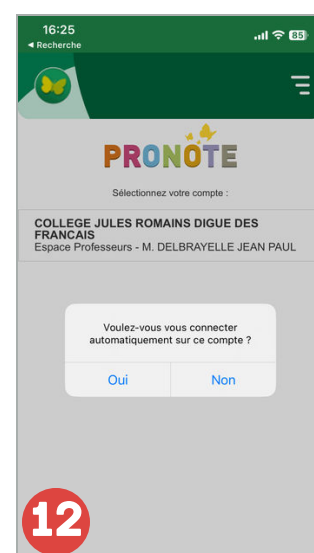 16:25
85
◄ Recherche
PRONOTE
Sélectionnez votre compte :
COLLEGE JULES ROMAINS DIGUE DES
FRANCAIS
Espace Professeurs - M. DELBRAYELLE JEAN PAUL
Voulez-vous vous connecter
automatiquement sur ce compte ?
Oui Non
12